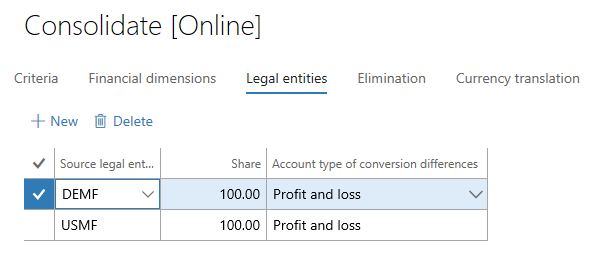 Consolidate [Online]
Criteria Financial dimensions Legal entities Elimination Currency translation
New Delete
Source legal ent... Share Account type of conversion differences
DEMF 100.00 Profit and loss
USMF 100.00 Profit and loss